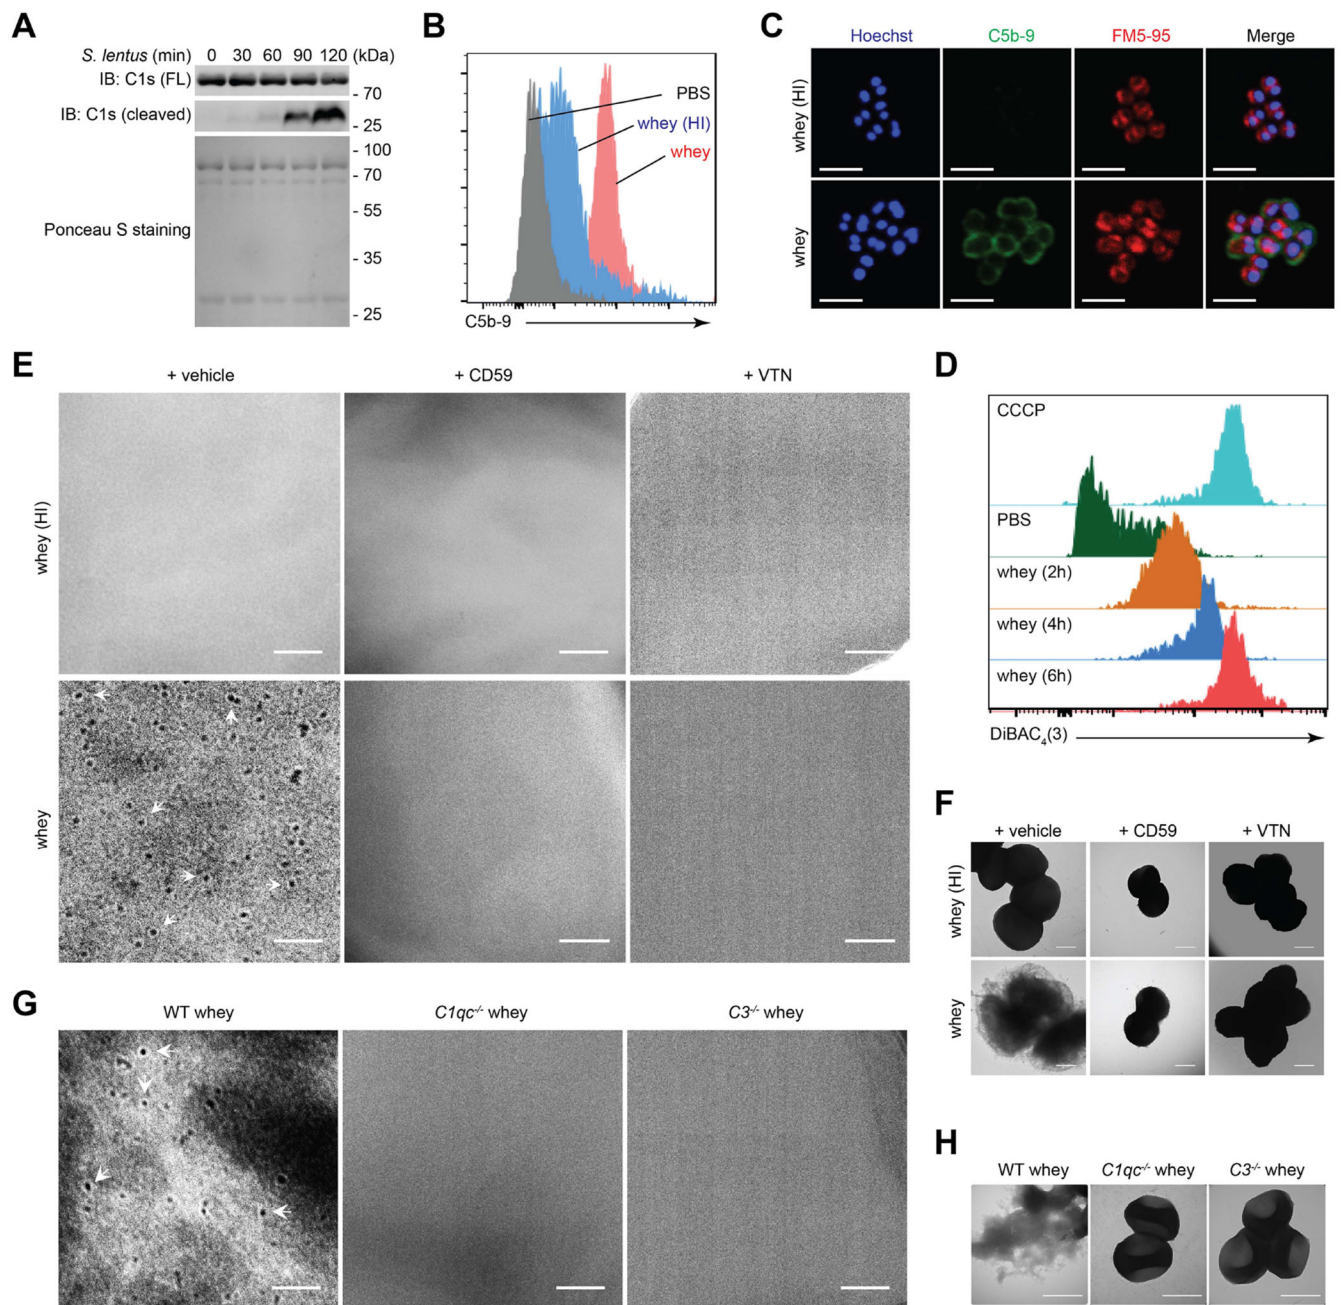 A
S. lentus (min) 0 30 60 90 120 (kDa)
IB: C1s (FL)
- 70
IB: C1s (cleaved)
- 25
- 100
- 70
- 55
Ponceau S staining
- 35
- 25
B
PBS
whey (HI)
whey
C5b-9
C
Hoechst C5b-9 FM5-95 Merge
whey (HI)
whey
E
+ vehicle + CD59 + VTN
whey (HI)
whey
D
CCCP
PBS
whey (2h)
whey (4h)
whey (6h)
DiBAC4(3)
F
+ vehicle + CD59 + VTN
whey (HI)
whey
G
WT whey C1qc-/- whey C3-/- whey
H
WT whey C1qc-/- whey C3-/- whey